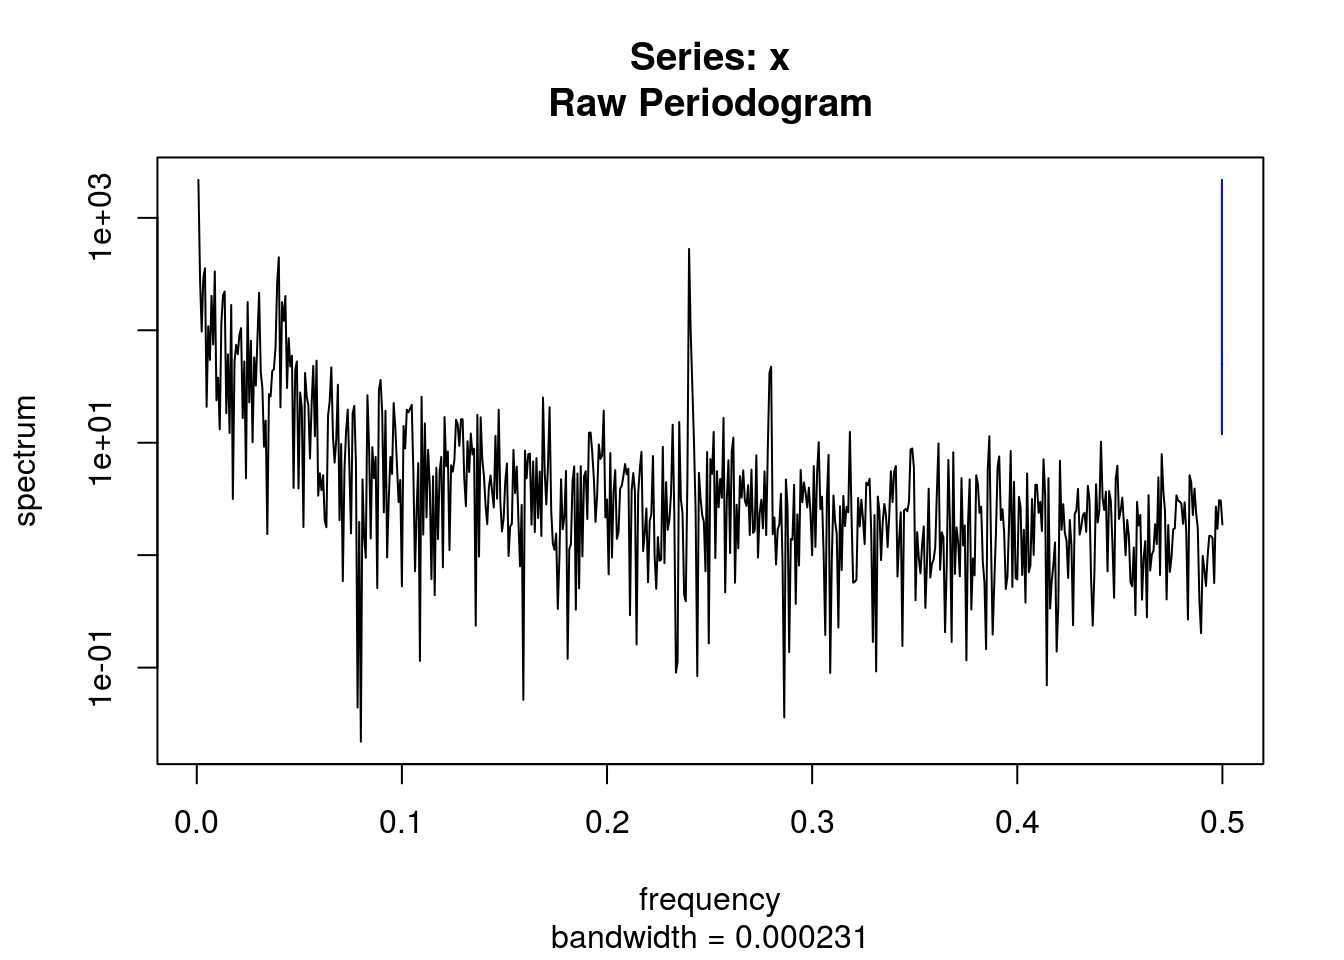 Series: x
Raw Periodogram
1e+03
1e+01
1e-01
spectrum
0.0 0.1 0.2 0.3 0.4 0.5
frequency
bandwidth = 0.000231